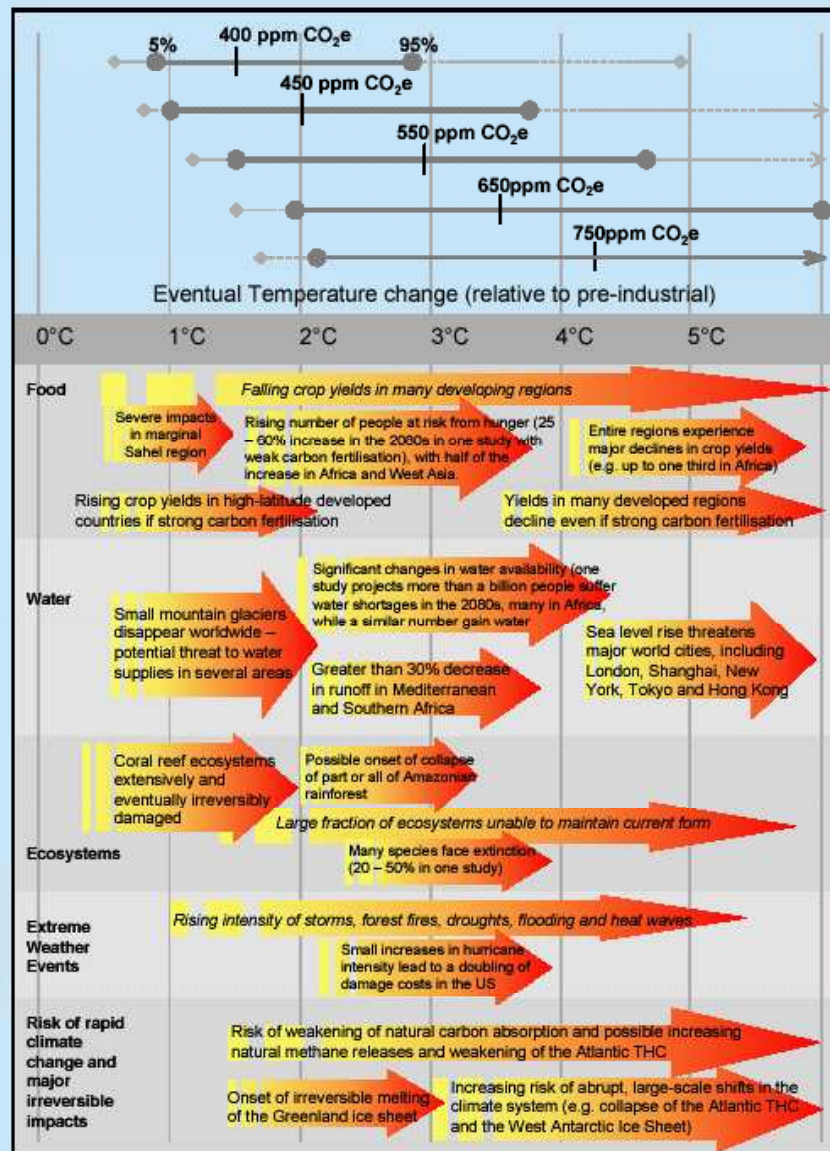 400 ppm CO2e
5%
95%
450 ppm CO2e
550 ppm CO2e
650ppm CO2e
750ppm CO2e
Eventual Temperature change (relative to pre-industrial)
0°C 1°C 2°C 3°C 4°C 5°C
Food
Falling crop yields in many developing regions
Severe impacts
in marginal
Sahel region
Rising number of people at risk from hunger (25
– 60% increase in the 2080s in one study with
weak carbon fertilisation), with half of the
increase in Africa and West Asia.
Entire regions experience
major declines in crop yields
(e.g. up to one third in Africa)
Rising crop yields in high-latitude developed
countries if strong carbon fertilisation
Yields in many developed regions
decline even if strong carbon fertilisation
Water
Small mountain glaciers
disappear worldwide –
potential threat to water
supplies in several areas
Significant changes in water availability (one
study projects more than a billion people suffer
water shortages in the 2080s, many in Africa,
while a similar number gain water
Greater than 30% decrease
in runoff in Mediterranean
and Southern Africa
Sea level rise threatens
major world cities, including
London, Shanghai, New
York, Tokyo and Hong Kong
Ecosystems
Coral reef ecosystems
extensively and
eventually irreversibly
damaged
Possible onset of collapse
of part or all of Amazonian
rainforest
Large fraction of ecosystems unable to maintain current form
Many species face extinction
(20 – 50% in one study)
Extreme
Weather
Events
Rising intensity of storms, forest fires, droughts, flooding and heat waves
Small increases in hurricane
intensity lead to a doubling of
damage costs in the US
Risk of rapid
climate
change and
major
irreversible
impacts
Risk of weakening of natural carbon absorption and possible increasing
natural methane releases and weakening of the Atlantic THC
Onset of irreversible melting
of the Greenland ice sheet
Increasing risk of abrupt, large-scale shifts in the
climate system (e.g. collapse of the Atlantic THC
and the West Antarctic Ice Sheet)